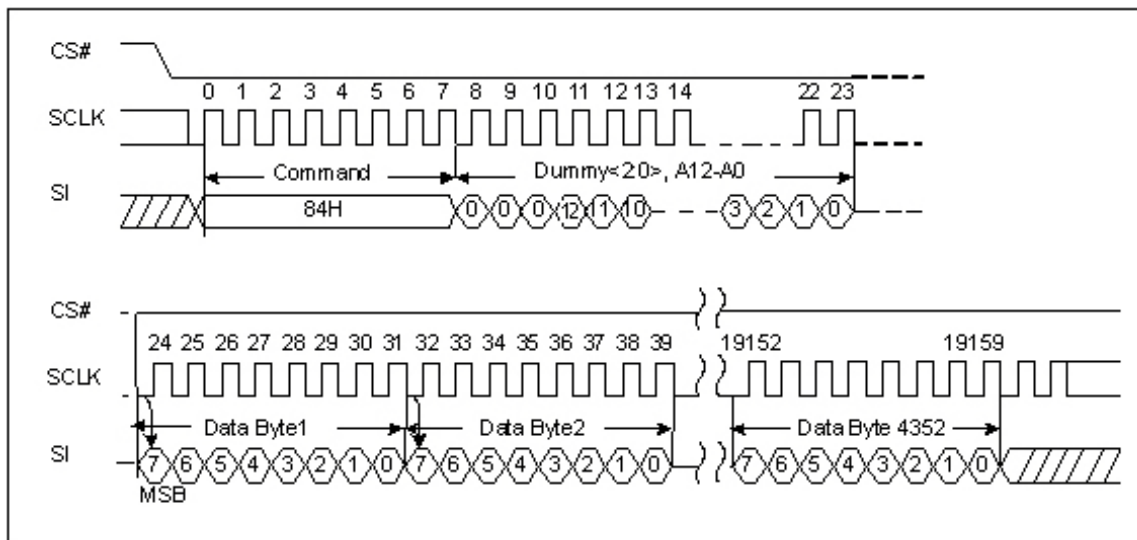 CS#
0 1 2 3 4 5 6 7 8 9 10 11 12 13 14 22 23
SCLK
Command Dummy<2:0>, A12-A0
SI
84H 0 0 0 12 11 10 3 2 1 0
CS#
24 25 26 27 28 29 30 31 32 33 34 35 36 37 38 39 19152 19159
SCLK
Data Byte1 Data Byte2 Data Byte 4352
SI
7 6 5 4 3 2 1 0 7 6 5 4 3 2 1 0 7 6 5 4 3 2 1 0
MSB